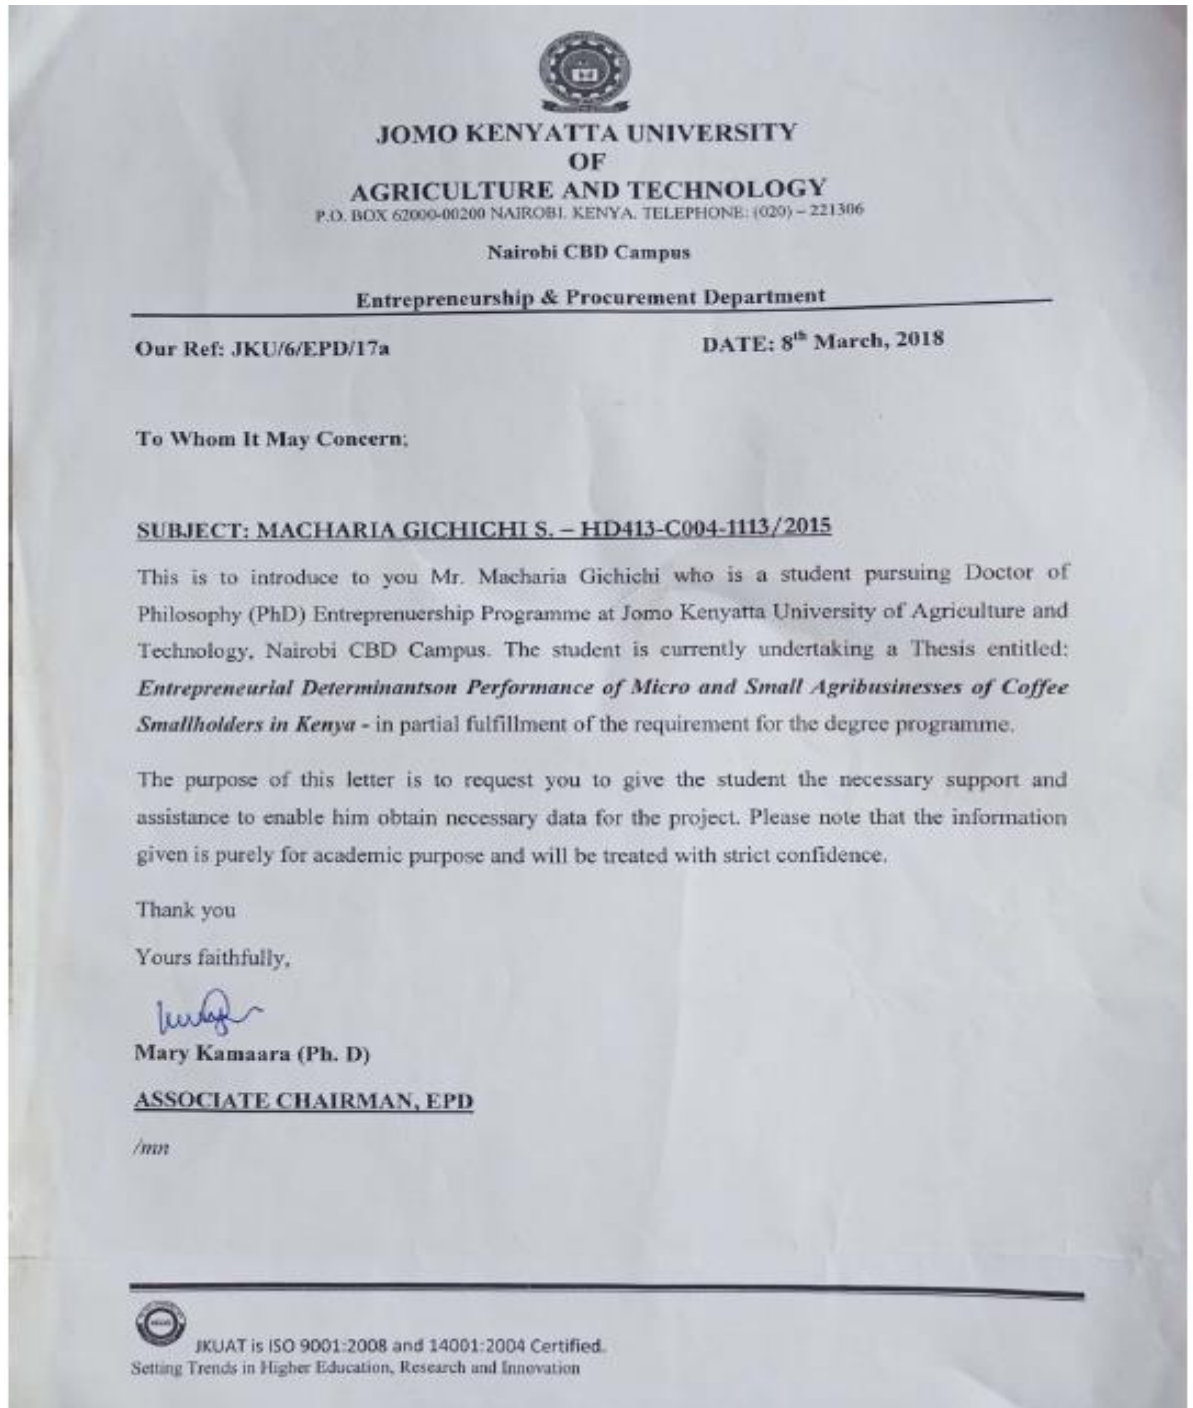 JOMO KENYATTA UNIVERSITY
OF
AGRICULTURE AND TECHNOLOGY
P.O. BOX 62000-00200 NAIROBI. KENYA. TELEPHONE: (020) – 221306
Nairobi CBD Campus
Entrepreneurship & Procurement Department
Our Ref: JKU/6/EPD/17a DATE: 8th March, 2018
To Whom It May Concern;
SUBJECT: MACHARIA GICHICHI S. – HD413-C004-1113/2015
This is to introduce to you Mr. Macharia Gichichi who is a student pursuing Doctor of
Philosophy (PhD) Entreprenuership Programme at Jomo Kenyatta University of Agriculture and
Technology, Nairobi CBD Campus. The student is currently undertaking a Thesis entitled:
Entrepreneurial Determinantson Performance of Micro and Small Agribusinesses of Coffee
Smallholders in Kenya - in partial fulfillment of the requirement for the degree programme.
The purpose of this letter is to request you to give the student the necessary support and
assistance to enable him obtain necessary data for the project. Please note that the information
given is purely for academic purpose and will be treated with strict confidence.
Thank you
Yours faithfully,
Mary Kamaara (Ph. D)
ASSOCIATE CHAIRMAN, EPD
/mn
JKUAT is ISO 9001:2008 and 14001:2004 Certified.
Setting Trends in Higher Education, Research and Innovation